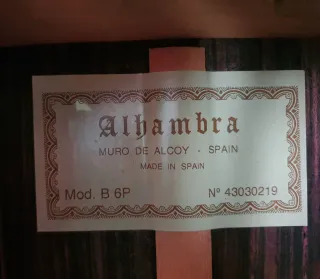 Alhambra
MURO DE ALCOY - SPAIN
MADE IN SPAIN
Mod. B 6P Nº 43030219